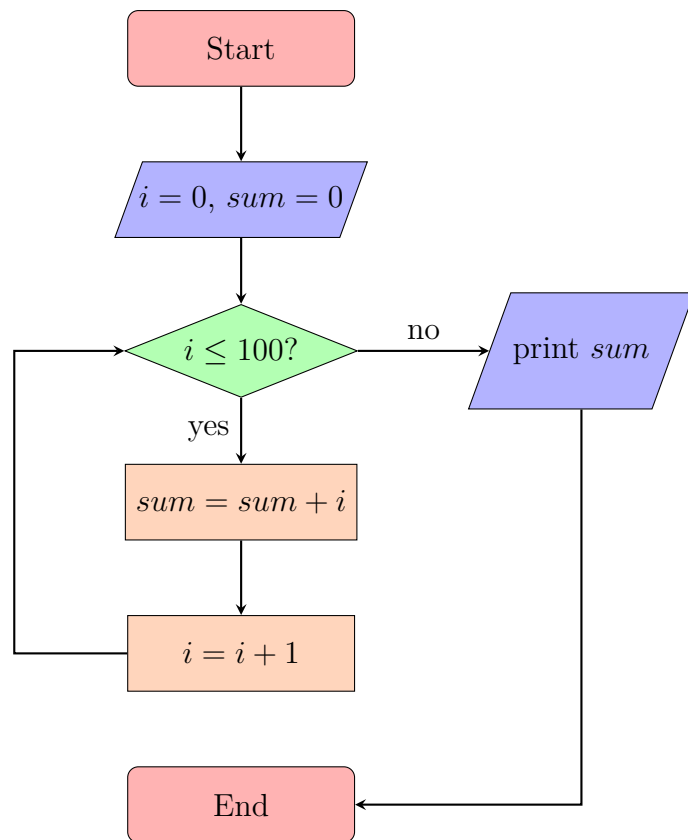 Start
i = 0, sum = 0
i ≤ 100?
no
print sum
yes
sum = sum + i
i = i + 1
End